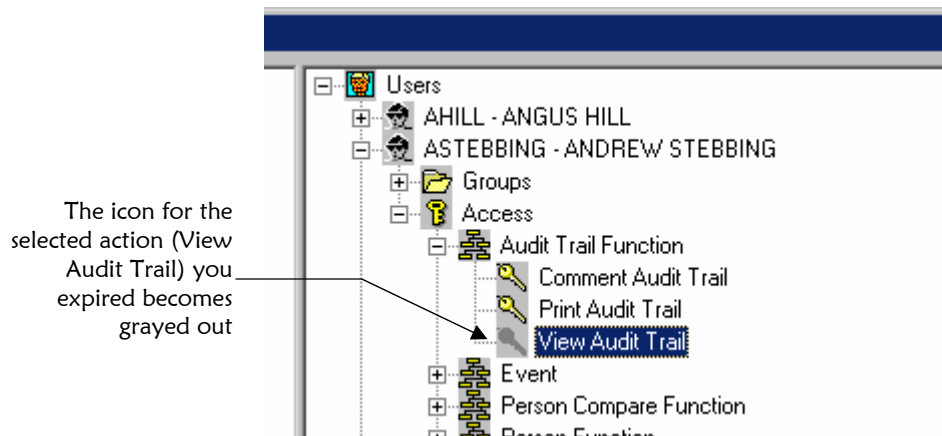 Users
AHILL - ANGUS HILL
ASTEBBING - ANDREW STEBBING
Groups
Access
Audit Trail Function
Comment Audit Trail
Print Audit Trail
View Audit Trail
Event
Person Compare Function
Person Function
The icon for the
selected action (View
Audit Trail) you
expired becomes
grayed out